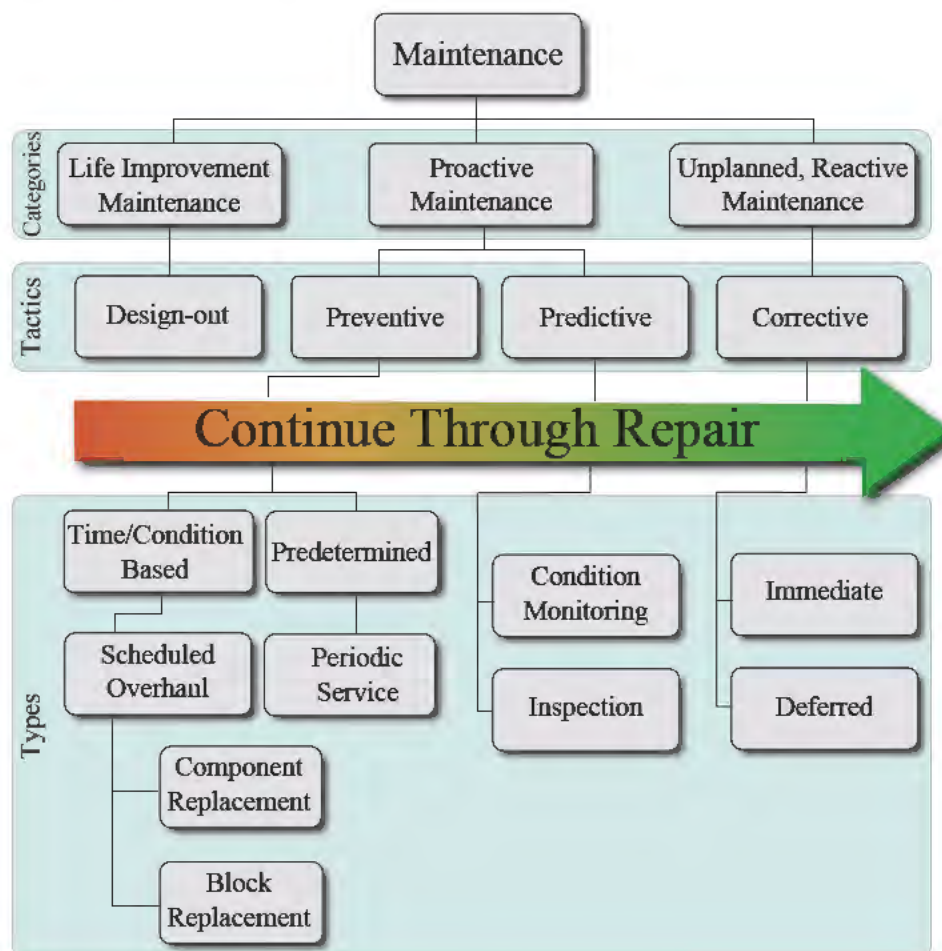 Maintenance
Categories
Life Improvement
Maintenance
Proactive
Maintenance
Unplanned, Reactive
Maintenance
Tactics
Design-out
Preventive
Predictive
Corrective
Continue Through Repair
Types
Time/Condition
Based
Predetermined
Condition
Monitoring
Immediate
Scheduled
Overhaul
Periodic
Service
Inspection
Deferred
Component
Replacement
Block
Replacement